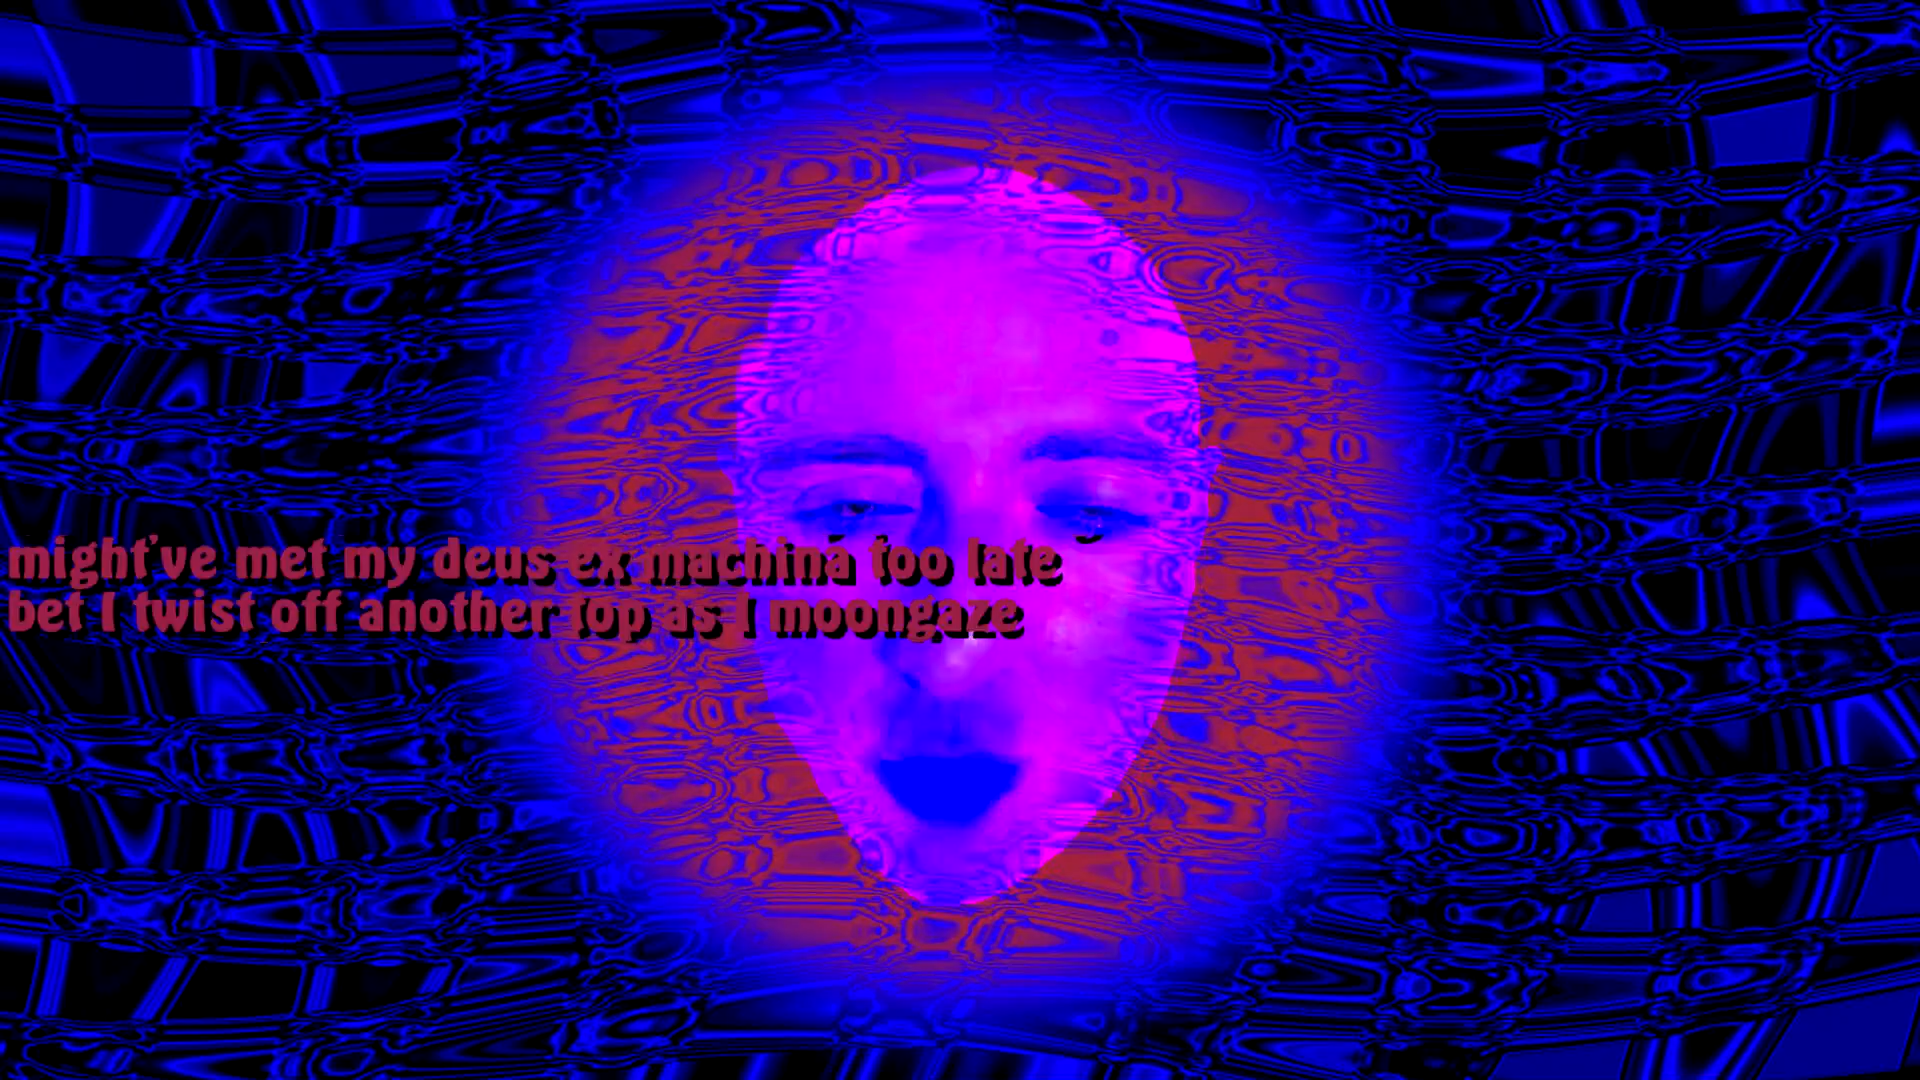 might've met my deus ex machina too late
bet I twist off another top as I moongaze